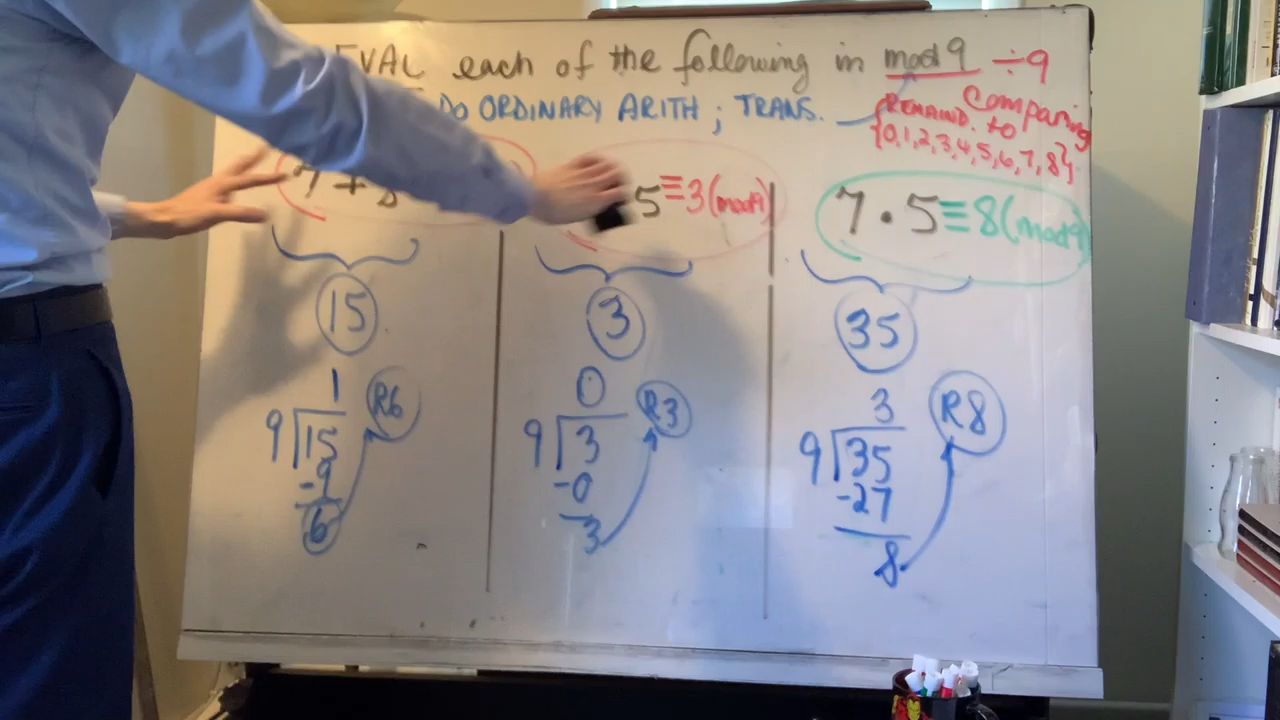 EVAL each of the following in mod 9 ÷9
DO ORDINARY ARITH; TRANS.
Comparing to
REMAIND.
{0,1,2,3,4,5,6,7,8}
7 + 8
5 ≡ 3 (mod 9)
7 · 5 ≡ 8 (mod 9)
15
3
35
1 R6
9 15
-9
6
0 R3
9 3
-0
3
3 R8
9 35
-27
8